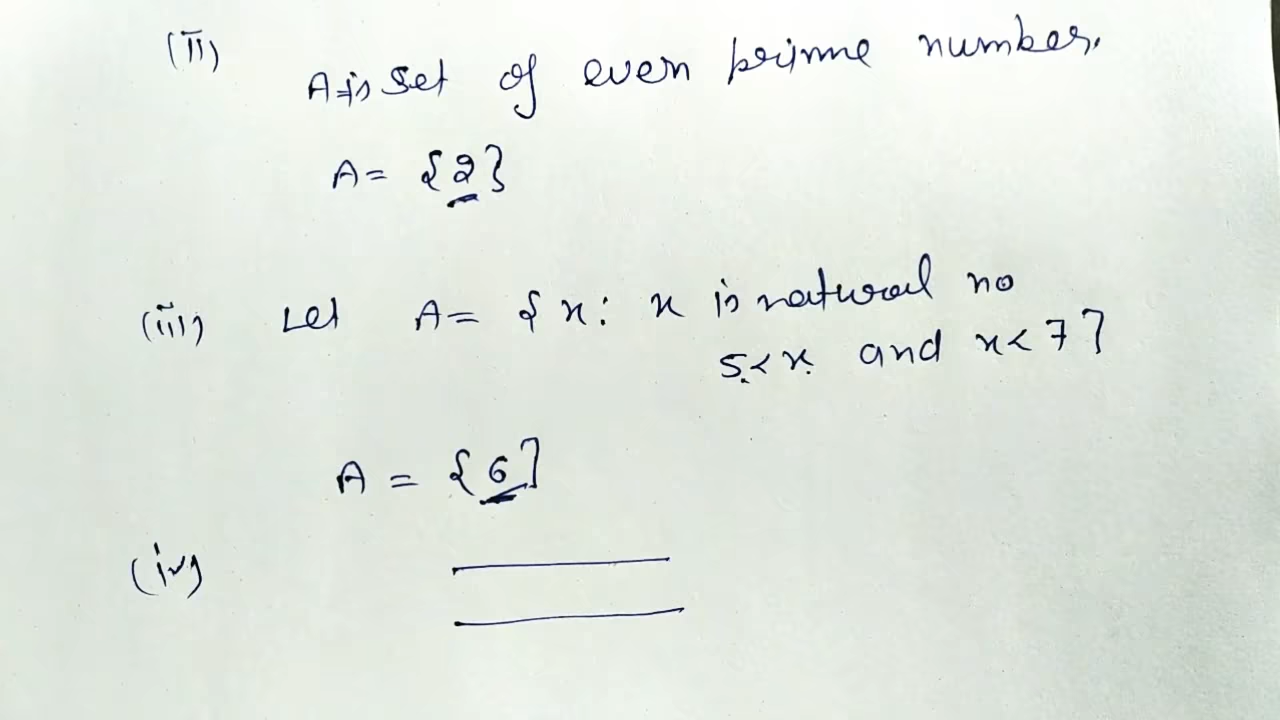 (ii)
A is set of even prime number.
A = {2}
(iii) Let A = {x : x is natural no
5 < x and x < 7}
A = {6}
(iv)